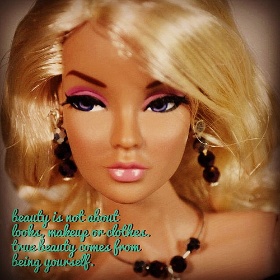 beauty is not about
looks, makeup or clothes.
true beauty comes from
being yourself.